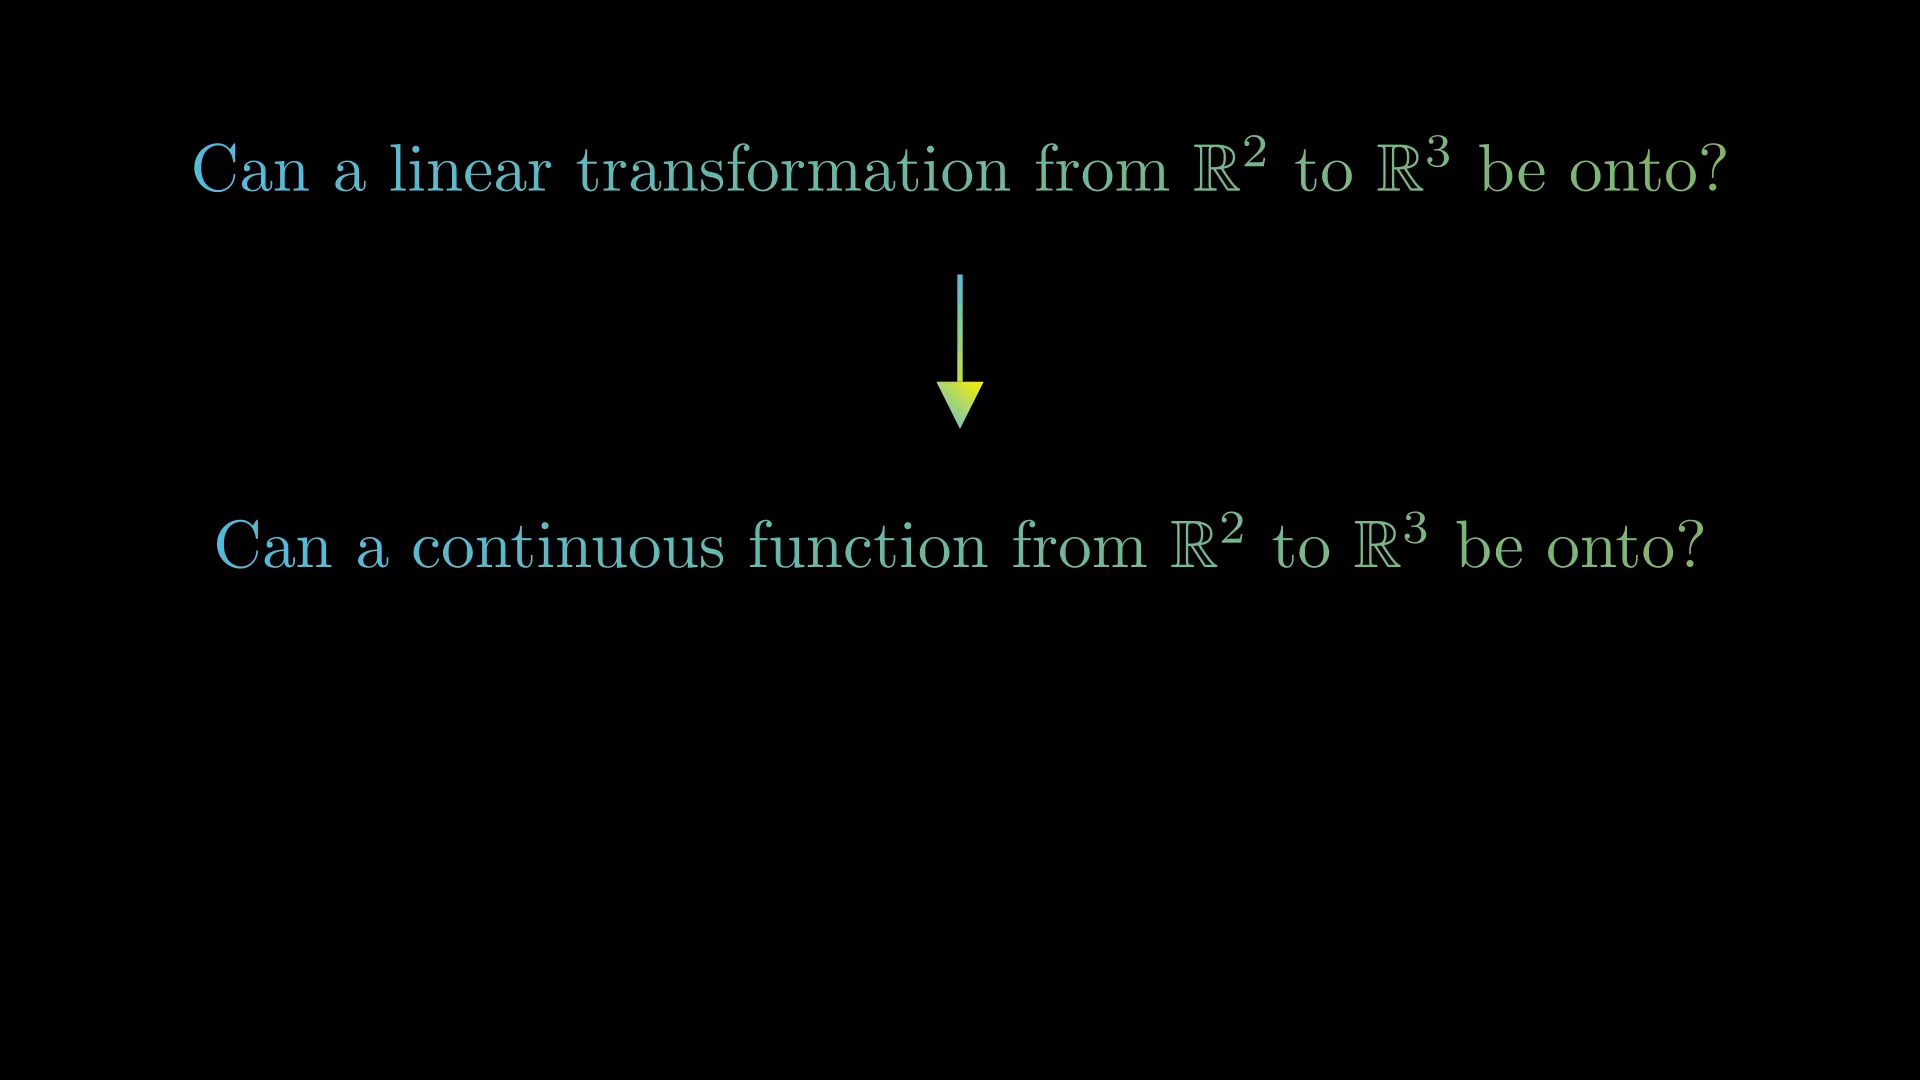 Can a linear transformation from ℝ² to ℝ³ be onto?
Can a continuous function from ℝ² to ℝ³ be onto?